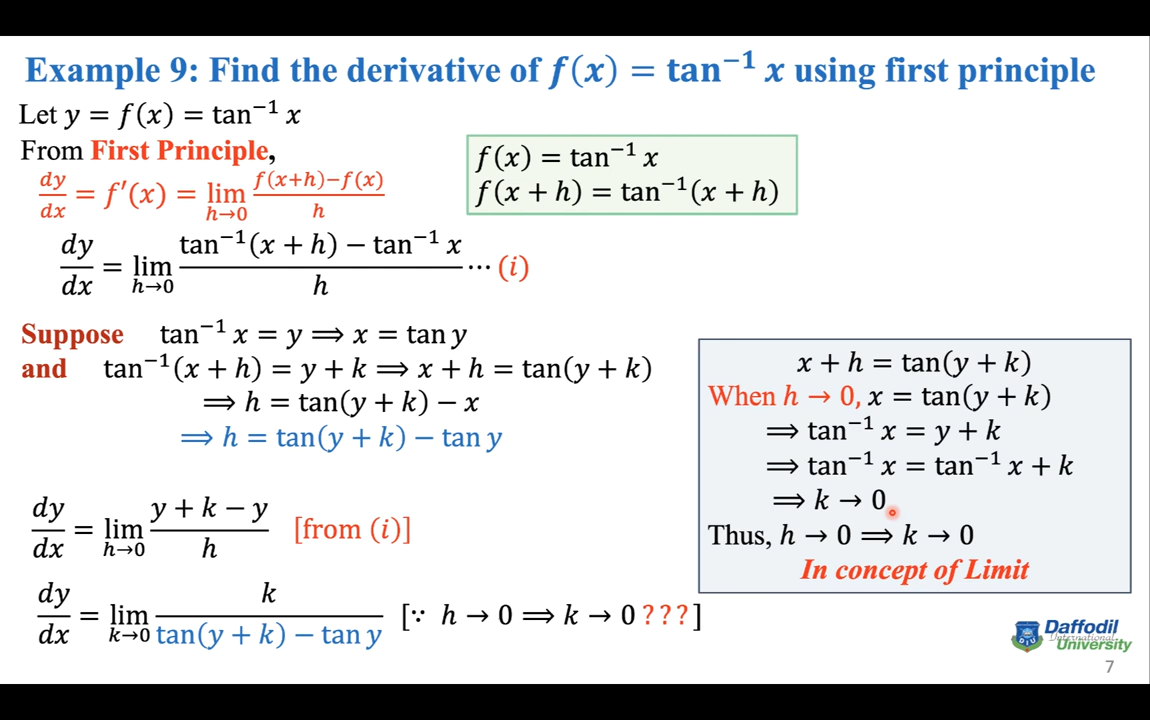 Example 9: Find the derivative of f(x) = tan⁻¹ x using first principle
Let y = f(x) = tan⁻¹ x
From First Principle,
dy/dx = f′(x) = lim_{h→0} (f(x+h)−f(x))/h
f(x) = tan⁻¹ x
f(x + h) = tan⁻¹(x + h)
dy/dx = lim_{h→0} (tan⁻¹(x + h) − tan⁻¹ x)/h ⋯ (i)
Suppose tan⁻¹ x = y ⟹ x = tan y
and tan⁻¹(x + h) = y + k ⟹ x + h = tan(y + k)
⟹ h = tan(y + k) − x
⟹ h = tan(y + k) − tan y
dy/dx = lim_{h→0} (y + k − y)/h [from (i)]
dy/dx = lim_{k→0} k/(tan(y + k) − tan y) [∵ h → 0 ⟹ k → 0 ???]
x + h = tan(y + k)
When h → 0, x = tan(y + k)
⟹ tan⁻¹ x = y + k
⟹ tan⁻¹ x = tan⁻¹ x + k
⟹ k → 0
Thus, h → 0 ⟹ k → 0
In concept of Limit
Daffodil
International
University
7